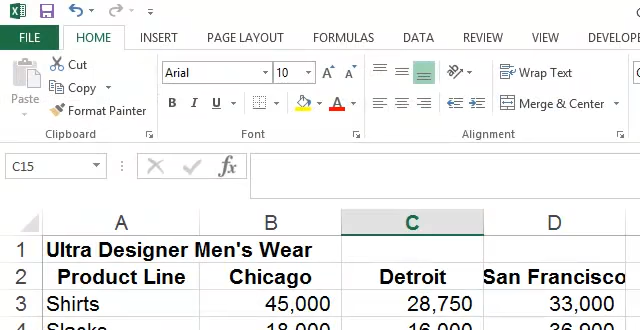 FILE HOME INSERT PAGE LAYOUT FORMULAS DATA REVIEW VIEW DEVELOPE
Paste
Cut
Copy
Format Painter
Clipboard
Arial 10
B I U A
Font
Wrap Text
Merge & Center
Alignment
C15 fx
A B C D
1 Ultra Designer Men's Wear
2 Product Line Chicago Detroit San Francisco
3 Shirts 45,000 28,750 33,000
4 Slacks 18,000 16,000 36,900